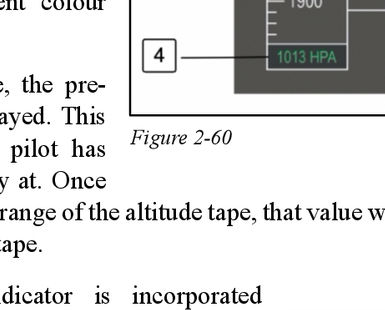 colour
1900
4
1013 HPA
, the pre-
ayed. This
pilot has
y at. Once
Figure 2-60
range of the altitude tape, that value w
tape.
dicator is incorporated